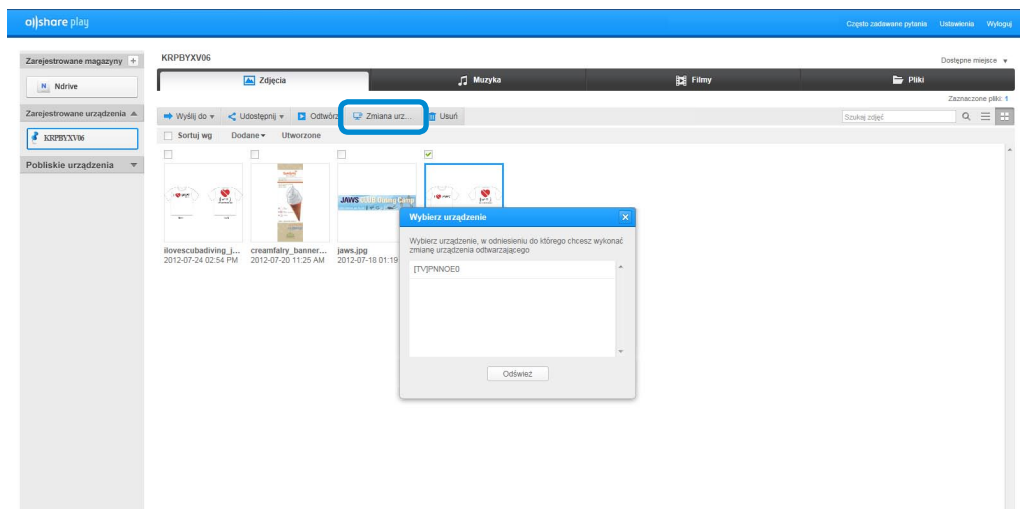 allshare play
Często zadawane pytania Ustawienia Wyloguj
Zarejestrowane magazyny +
KRPBYXV06
Dostępne miejsce
N Ndrive
Zdjęcia
Muzyka
Filmy
Pliki
Zaznaczone pliki: 1
Zarejestrowane urządzenia
Wyślij do
Udostępnij
Odtwórz
Zmiana urz...
Usuń
Szukaj zdjęć
KRPBYXV06
Sortuj wg Dodane Utworzone
Pobliskie urządzenia
JAWS
Wybierz urządzenie
Wybierz urządzenie, w odniesieniu do którego chcesz wykonać
zmianę urządzenia odtwarzającego
[TV]PNNOE0
ilovescubadiving_j...
2012-07-24 02:54 PM
creamfalry_banner...
2012-07-20 11:25 AM
jaws.jpg
2012-07-18 01:19
Odśwież